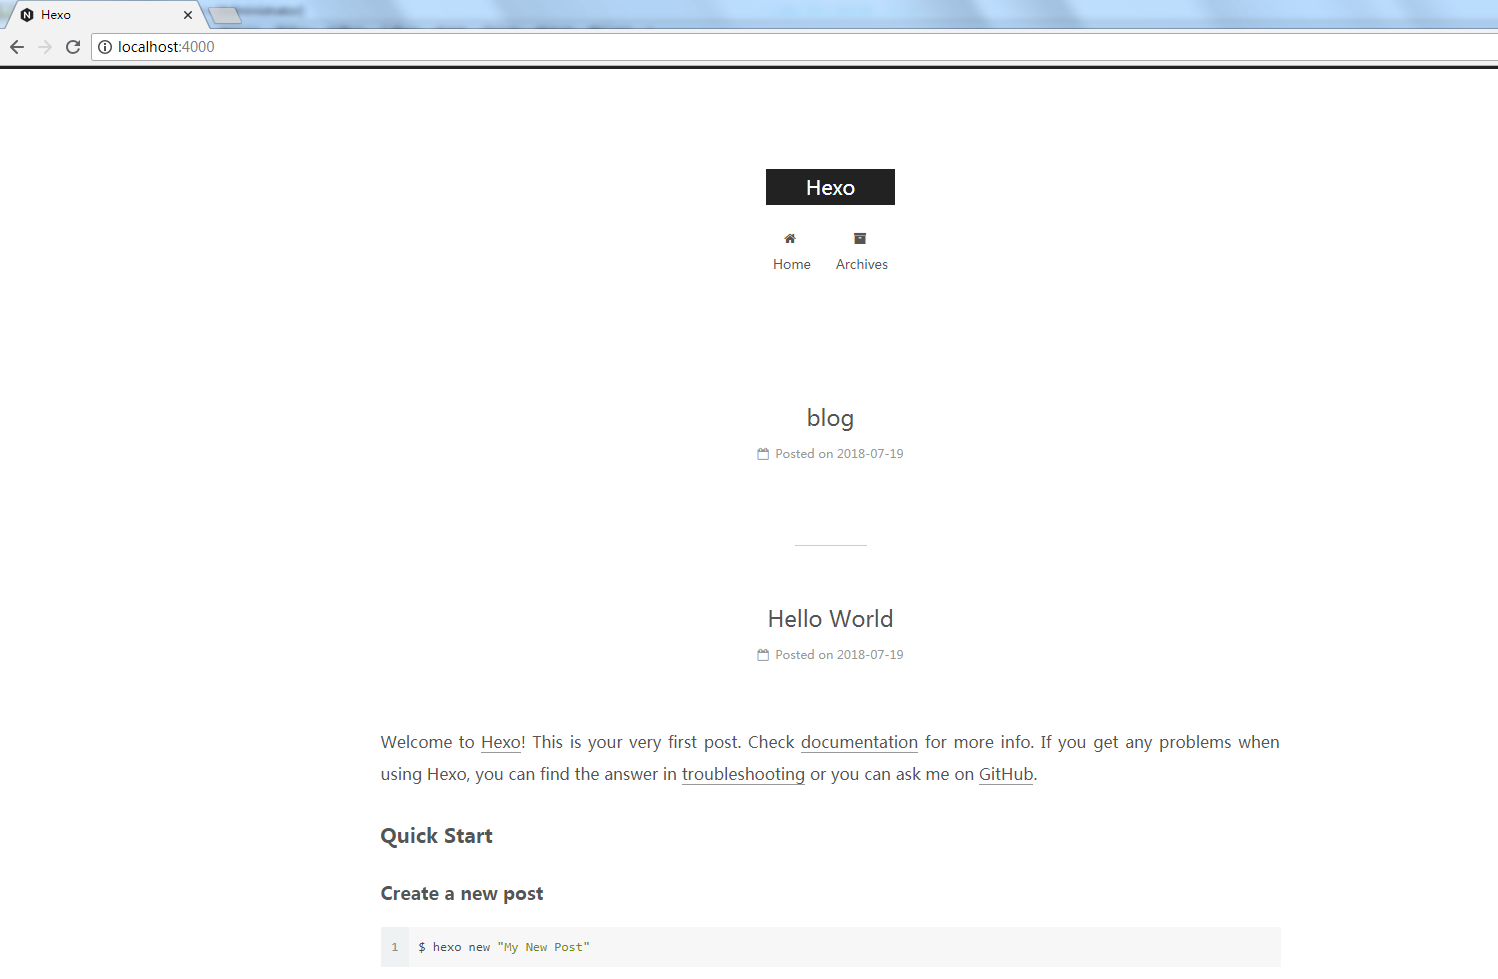 Hexo
localhost:4000
Hexo
Home Archives
blog
Posted on 2018-07-19
Hello World
Posted on 2018-07-19
Welcome to Hexo! This is your very first post. Check documentation for more info. If you get any problems when
using Hexo, you can find the answer in troubleshooting or you can ask me on GitHub.
Quick Start
Create a new post
1 $ hexo new "My New Post"